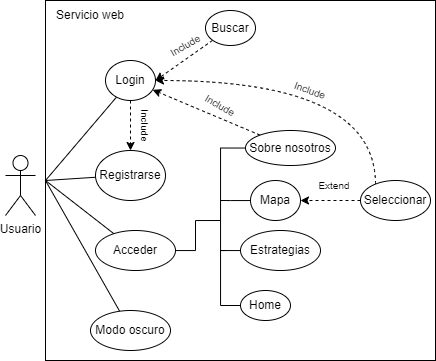 Servicio web
Buscar
Include
Login
Include
Include
Include
Sobre nosotros
Registrarse
Extend
Mapa
Seleccionar
Usuario
Acceder
Estrategias
Home
Modo oscuro